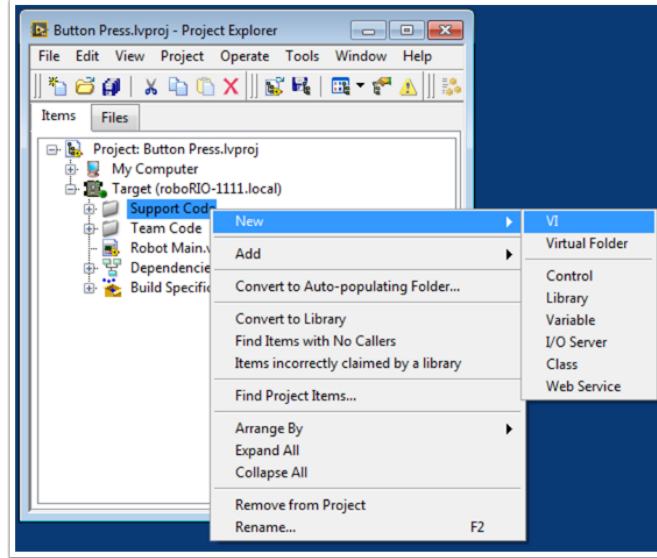 Button Press.lvproj - Project Explorer
File Edit View Project Operate Tools Window Help
Items Files
Project: Button Press.lvproj
My Computer
Target (roboRIO-1111.local)
Support Code
Team Code
Robot Main.v
Dependencie
Build Specific
New
Add
Convert to Auto-populating Folder...
Convert to Library
Find Items with No Callers
Items incorrectly claimed by a library
Find Project Items...
Arrange By
Expand All
Collapse All
Remove from Project
Rename... F2
VI
Virtual Folder
Control
Library
Variable
I/O Server
Class
Web Service